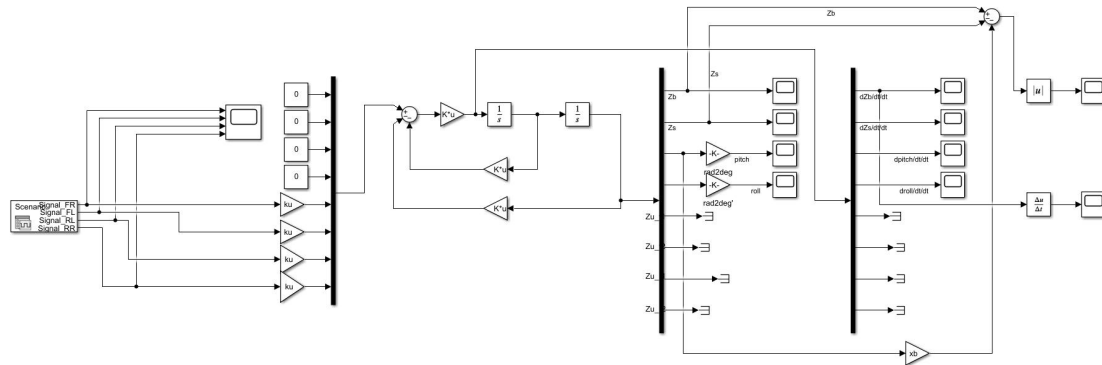 Zb
Zs
Zb
dZb/dt/dt
|u|
0
0
0
0
K*u
1
s
1
s
Zs
dZs/dt/dt
-K-
pitch
rad2deg
dpitch/dt/dt
K*u
-K-
roll
rad2deg'
droll/dt/dt
Scenario
Signal_FR
Signal_FL
Signal_RL
Signal_RR
ku
ku
ku
ku
K*u
Zu_
Zu_
Zu_
Zu_
Δu
Δt
xb